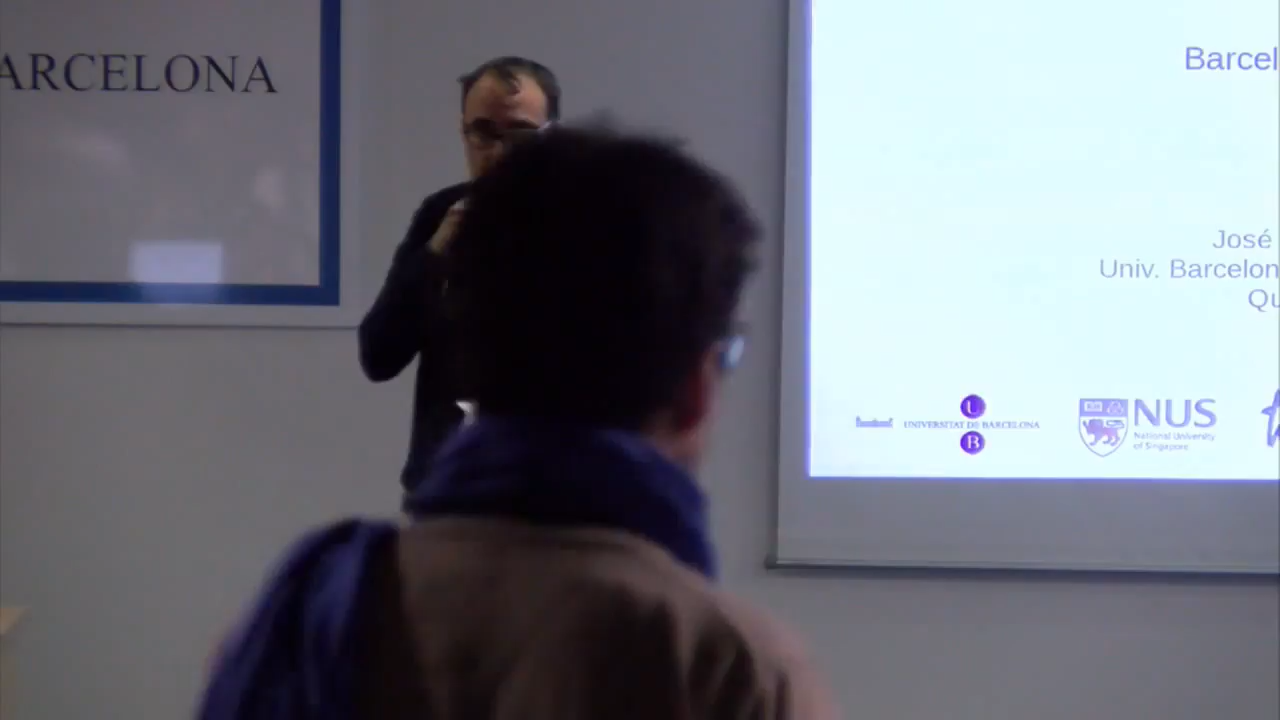 ARCELONA
Barcel
José
Univ. Barcelon
Qu
UNIVERSITAT DE BARCELONA
U
B
NUS
National University
of Singapore